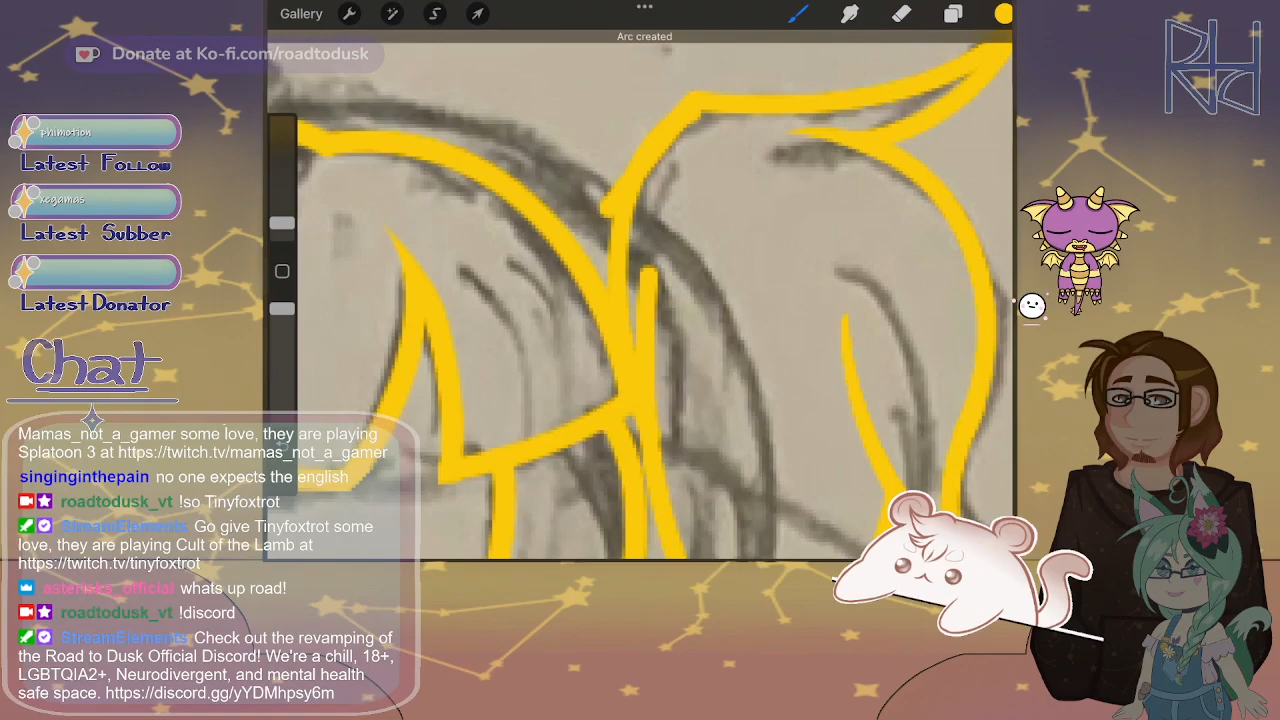 Gallery
Arc created
Donate at Ko-fi.com/roadtodusk
phimotion
Latest Follow
xegamas
Latest Subber
Latest Donator
Chat
Mamas_not_a_gamer some love, they are playing
Splatoon 3 at https://twitch.tv/mamas_not_a_gamer
singinginthepain no one expects the english
roadtodusk_vt !so Tinyfoxtrot
StreamElements Go give Tinyfoxtrot some
love, they are playing Cult of the Lamb at
https://twitch.tv/tinyfoxtrot
asterisks_official whats up road!
roadtodusk_vt !discord
StreamElements Check out the revamping of
the Road to Dusk Official Discord! We're a chill, 18+,
LGBTQIA2+, Neurodivergent, and mental health
safe space. https://discord.gg/yYDMhpsy6m